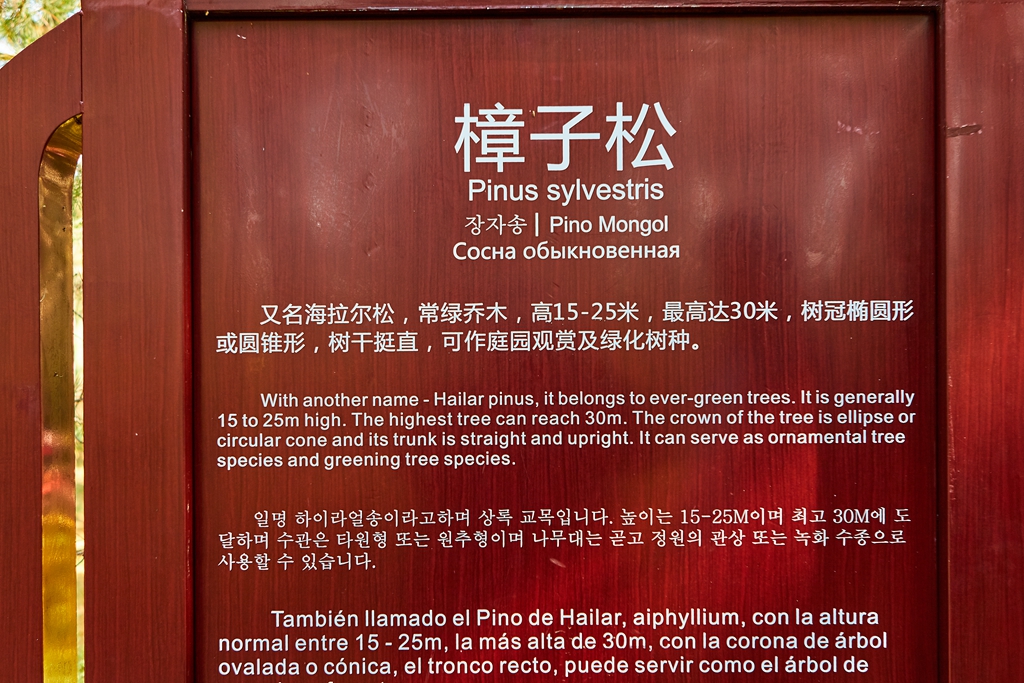 樟子松
Pinus sylvestris
장자송 | Pino Mongol
Сосна обыкновенная
又名海拉尔松，常绿乔木，高15-25米，最高达30米，树冠椭圆形
或圆锥形，树干挺直，可作庭园观赏及绿化树种。
With another name - Hailar pinus, it belongs to ever-green trees. It is generally
15 to 25m high. The highest tree can reach 30m. The crown of the tree is ellipse or
circular cone and its trunk is straight and upright. It can serve as ornamental tree
species and greening tree species.
일명 하이라얼송이라고하며 상록 교목입니다. 높이는 15-25M이며 최고 30M에 도
달하며 수관은 타원형 또는 원추형이며 나무대는 곧고 정원의 관상 또는 녹화 수종으로
사용할 수 있습니다.
También llamado el Pino de Hailar, aiphyllium, con la altura
normal entre 15 - 25m, la más alta de 30m, con la corona de árbol
ovalada o cónica, el tronco recto, puede servir como el árbol de